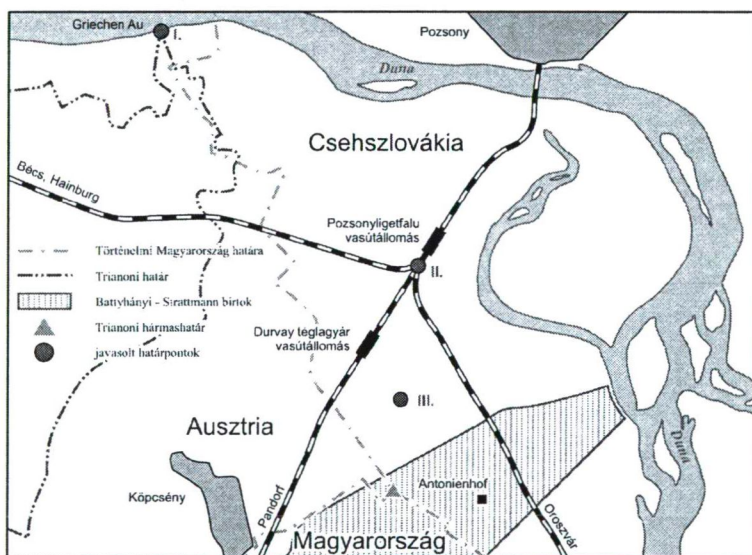 Griechen Au
I.
Pozsony
Duna
Csehszlovákia
Bécs, Hainburg
Pozsonyligetfalu
vasútállomás
II.
Történelmi Magyarország határa
Trianoni határ
Battyhányi - Strattmann birtok
Trianoni hármashatár
javasolt határpontok
Durvay téglagyár
vasútállomás
III.
Ausztria
Duna
Köpcsény
Antonienhof
Pandorf
Oroszvár
Magyarország